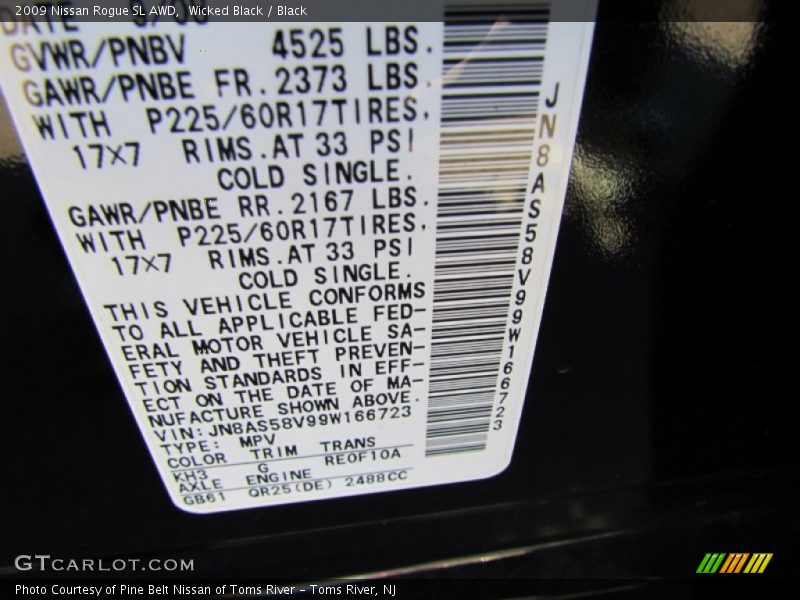 2009 Nissan Rogue SL AWD, Wicked Black / Black
DATE
GVWR/PNBV 4525 LBS.
GAWR/PNBE FR.2373 LBS.
WITH P225/60R17TIRES,
17X7 RIMS.AT 33 PSI
COLD SINGLE.
GAWR/PNBE RR.2167 LBS.
WITH P225/60R17TIRES,
17X7 RIMS.AT 33 PSI
COLD SINGLE.
THIS VEHICLE CONFORMS
TO ALL APPLICABLE FED-
ERAL MOTOR VEHICLE SA-
FETY AND THEFT PREVEN-
TION STANDARDS IN EFF-
ECT ON THE DATE OF MA-
NUFACTURE SHOWN ABOVE.
VIN:JN8AS58V99W166723
TYPE: MPV
COLOR TRIM TRANS
KH3 G RE0F10A
AXLE ENGINE
GB61 QR25(DE) 2488CC
JN8AS58V99W166723
GTCARLOT.COM
Photo Courtesy of Pine Belt Nissan of Toms River – Toms River, NJ